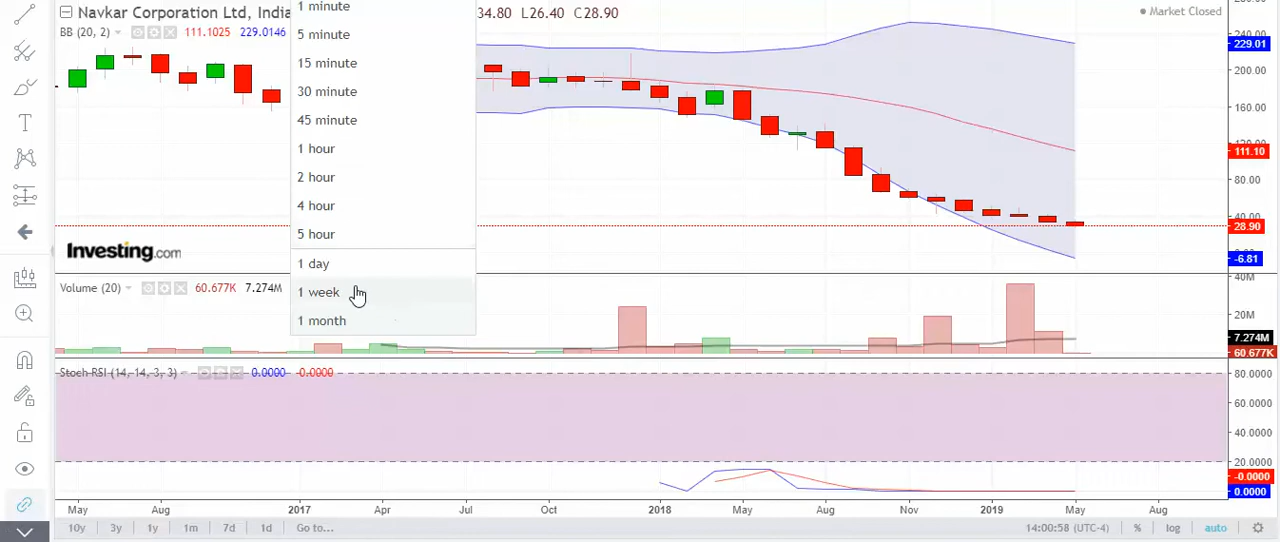 Navkar Corporation Ltd, India
34.80 L26.40 C28.90
Market Closed
BB (20, 2) 111.1025 229.0146
1 minute
5 minute
15 minute
30 minute
45 minute
1 hour
2 hour
4 hour
5 hour
1 day
1 week
1 month
229.01
200.00
160.00
111.10
80.00
40.00
28.90
-6.81
Investing.com
Volume (20) 60.677K 7.274M
40M
20M
7.274M
60.677K
Stoch RSI (14, 14, 3, 3) 0.0000 -0.0000
80.0000
60.0000
40.0000
20.0000
-0.0000
0.0000
May Aug 2017 Apr Jul Oct 2018 May Aug Nov 2019 May Aug
10y 3y 1y 1m 7d 1d Go to... 14:00:58 (UTC-4) % log auto